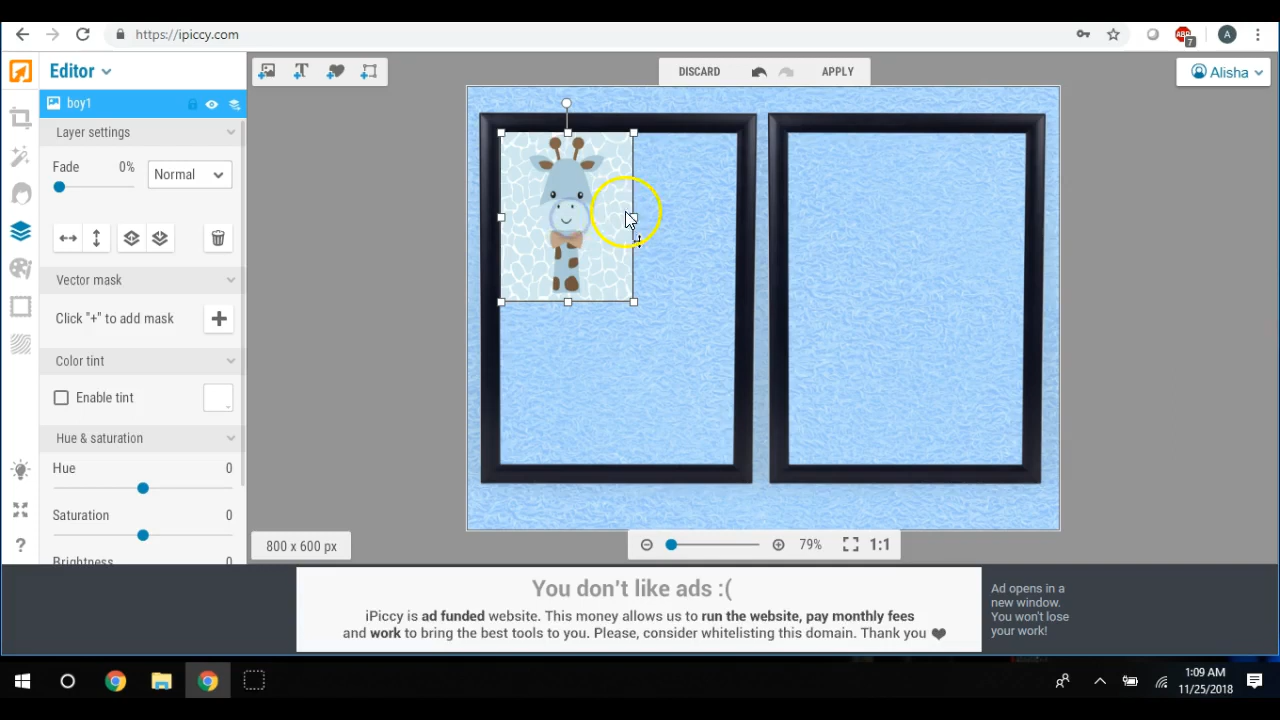 https://ipiccy.com
ABP
7
A
Editor
DISCARD
APPLY
Alisha
boy1
Layer settings
Fade 0% Normal
Vector mask
Click "+" to add mask
Color tint
Enable tint
Hue & saturation
Hue 0
Saturation 0
Brightness 0
800 x 600 px
79% 1:1
You don't like ads :(
iPiccy is ad funded website. This money allows us to run the website, pay monthly fees
and work to bring the best tools to you. Please, consider whitelisting this domain. Thank you
Ad opens in a
new window.
You won't lose
your work!
1:09 AM
11/25/2018